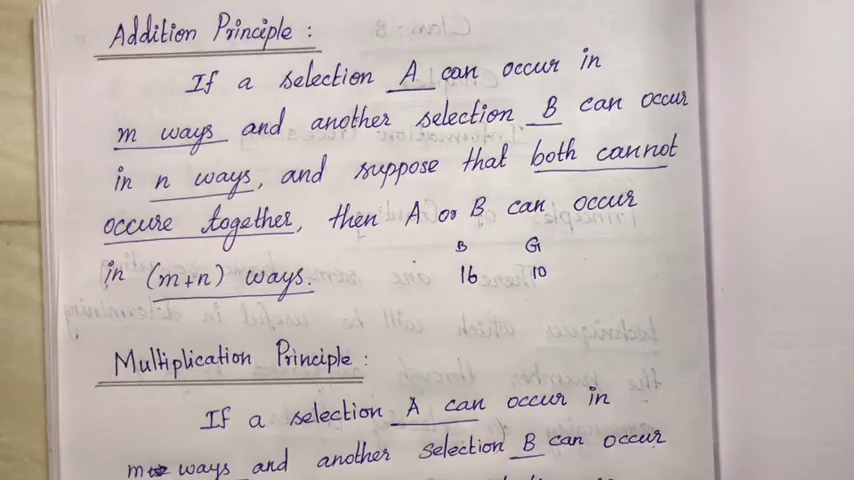 Addition Principle :
If a selection A can occur in
m ways and another selection B can occur
in n ways, and suppose that both cannot
occure together, then A or B can occur
B G
in (m+n) ways. 16 10
Multiplication Principle :
If a selection A can occur in
m ways and another selection B can occur